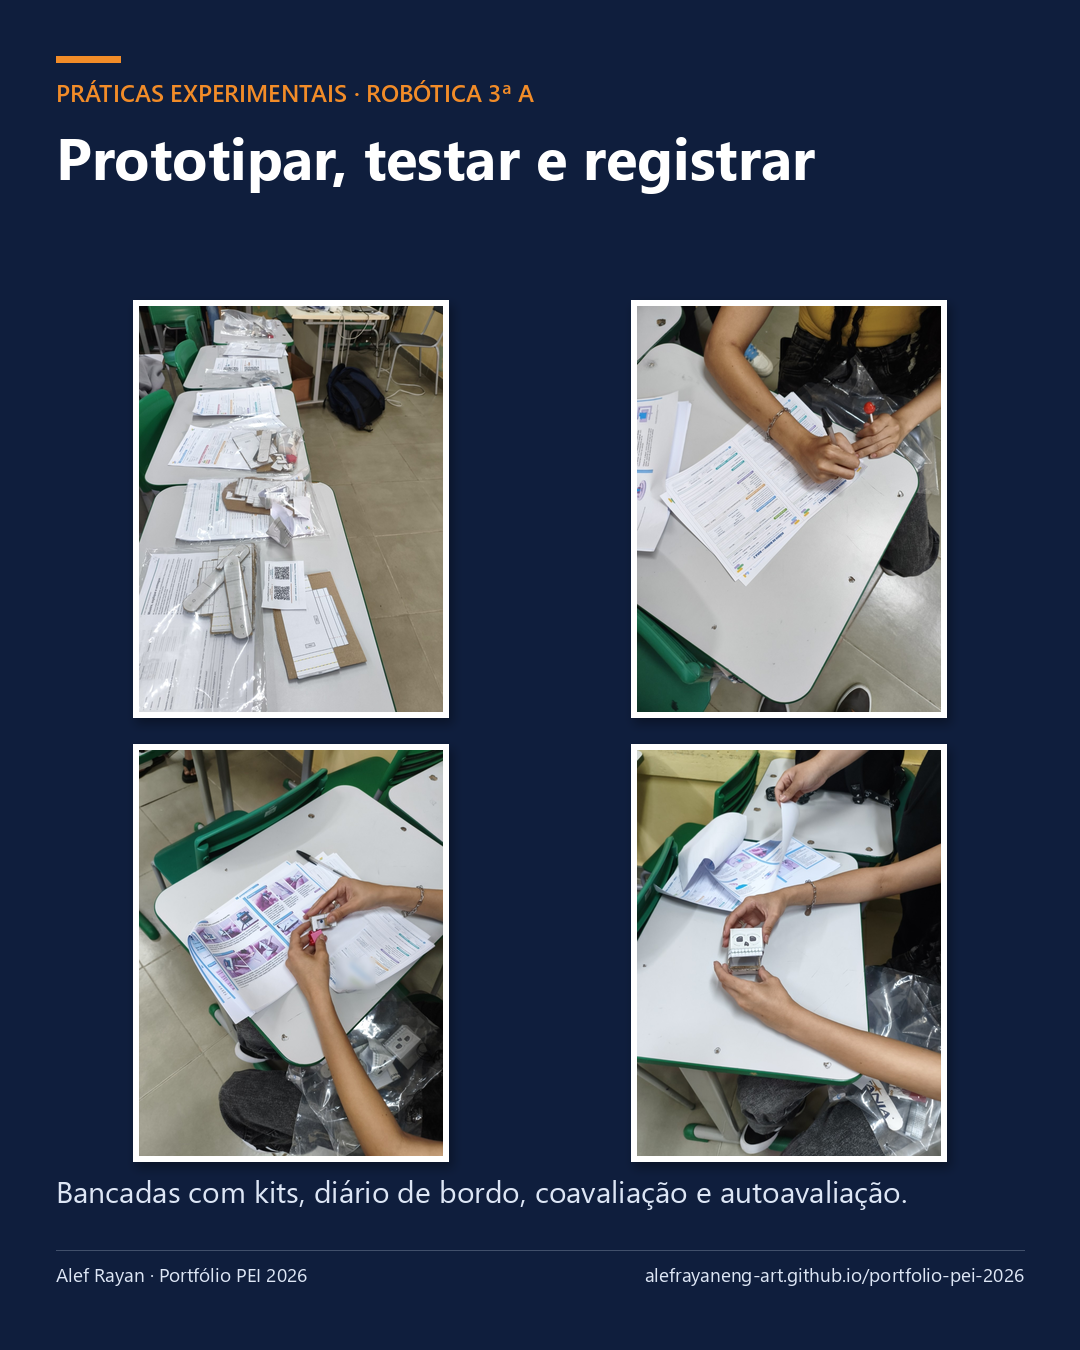 PRÁTICAS EXPERIMENTAIS · ROBÓTICA 3ª A
Prototipar, testar e registrar
Bancadas com kits, diário de bordo, coavaliação e autoavaliação.
Alef Rayan · Portfólio PEI 2026
alefrayaneng-art.github.io/portfolio-pei-2026